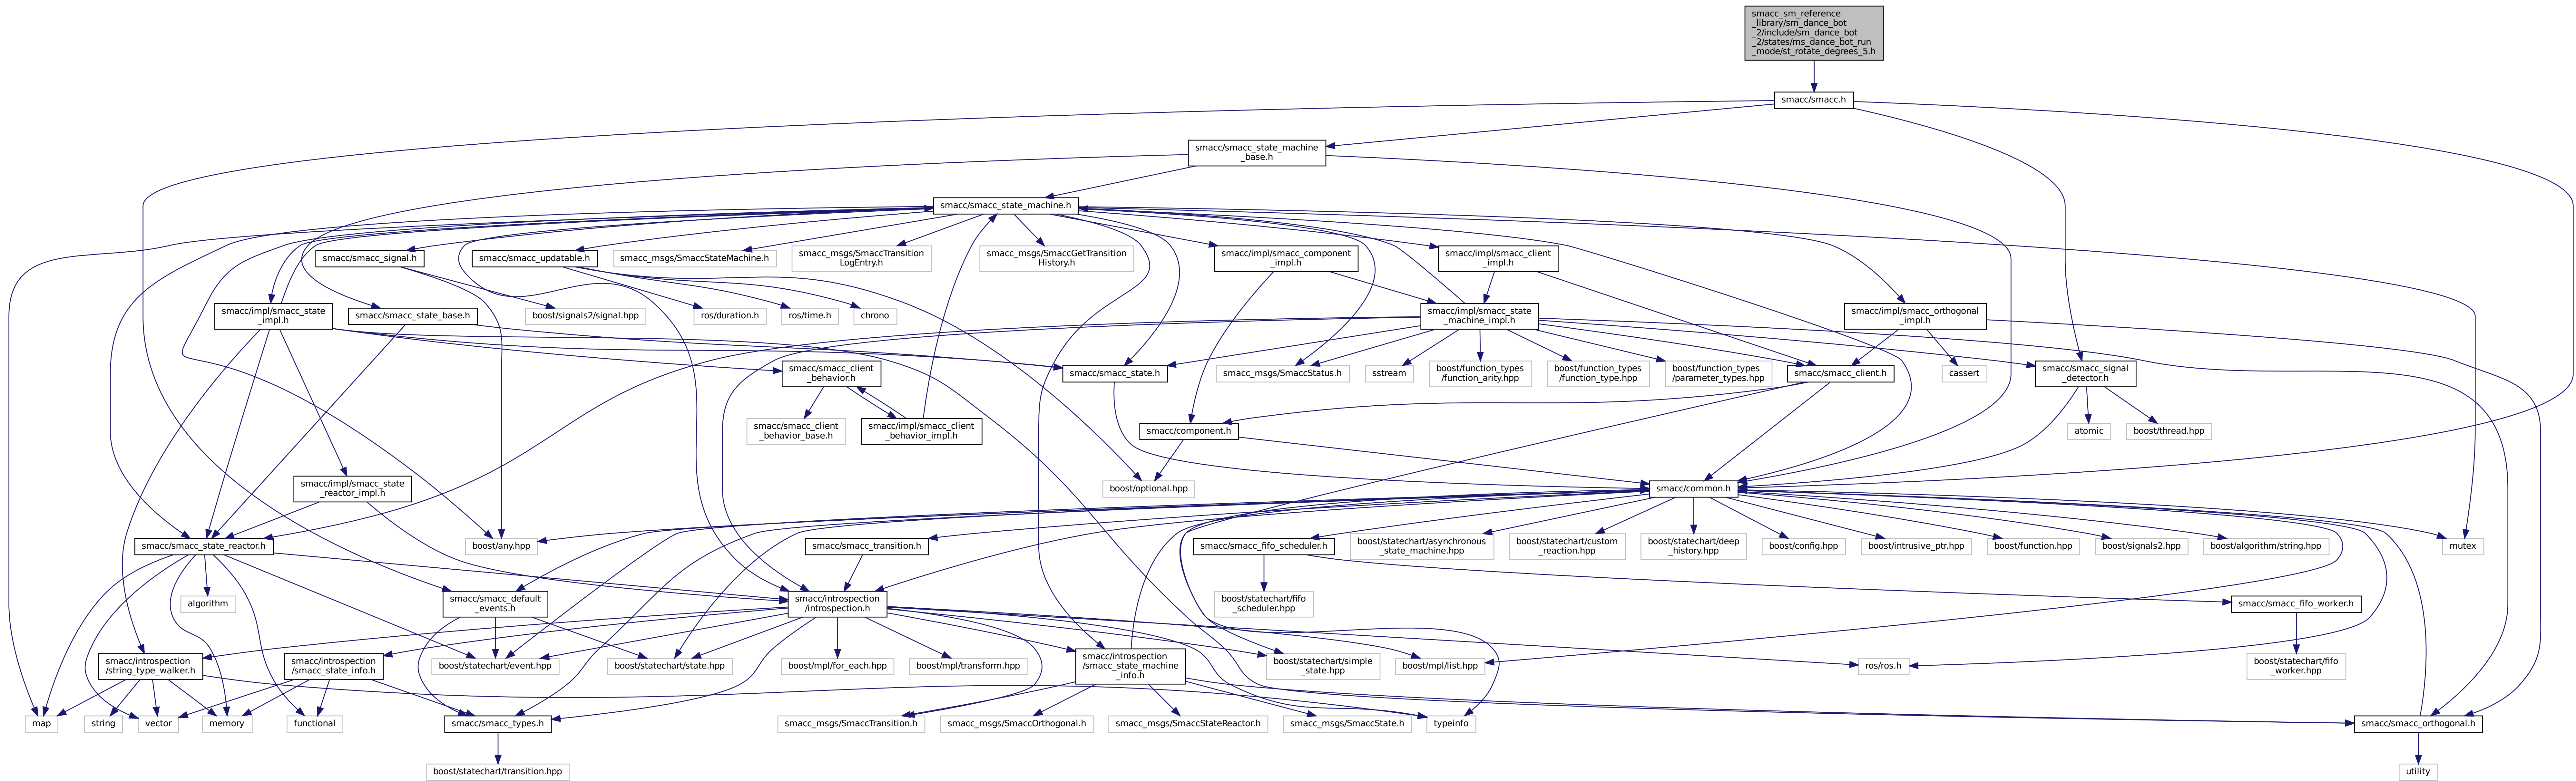 smacc_sm_reference
_library/sm_dance_bot
_2/include/sm_dance_bot
_2/states/ms_dance_bot_run
_mode/st_rotate_degrees_5.h
smacc/smacc.h
smacc/smacc_state_machine
_base.h
smacc/smacc_state_machine.h
smacc/smacc_signal.h
smacc/smacc_updatable.h
smacc_msgs/SmaccStateMachine.h
smacc_msgs/SmaccTransition
LogEntry.h
smacc_msgs/SmaccGetTransition
History.h
smacc/impl/smacc_component
_impl.h
smacc/impl/smacc_client
_impl.h
smacc/impl/smacc_state
_impl.h
smacc/smacc_state_base.h
boost/signals2/signal.hpp
ros/duration.h
ros/time.h
chrono
smacc/impl/smacc_state
_machine_impl.h
smacc/impl/smacc_orthogonal
_impl.h
smacc/smacc_client
_behavior.h
smacc/smacc_state.h
smacc_msgs/SmaccStatus.h
sstream
boost/function_types
/function_arity.hpp
boost/function_types
/function_type.hpp
boost/function_types
/parameter_types.hpp
smacc/smacc_client.h
cassert
smacc/smacc_signal
_detector.h
smacc/smacc_client
_behavior_base.h
smacc/impl/smacc_client
_behavior_impl.h
smacc/component.h
atomic
boost/thread.hpp
smacc/impl/smacc_state
_reactor_impl.h
boost/optional.hpp
smacc/common.h
smacc/smacc_state_reactor.h
boost/any.hpp
smacc/smacc_transition.h
smacc/smacc_fifo_scheduler.h
boost/statechart/asynchronous
_state_machine.hpp
boost/statechart/custom
_reaction.hpp
boost/statechart/deep
_history.hpp
boost/config.hpp
boost/intrusive_ptr.hpp
boost/function.hpp
boost/signals2.hpp
boost/algorithm/string.hpp
mutex
algorithm
smacc/smacc_default
_events.h
smacc/introspection
/introspection.h
boost/statechart/fifo
_scheduler.hpp
smacc/smacc_fifo_worker.h
smacc/introspection
/string_type_walker.h
smacc/introspection
/smacc_state_info.h
boost/statechart/event.hpp
boost/statechart/state.hpp
boost/mpl/for_each.hpp
boost/mpl/transform.hpp
smacc/introspection
/smacc_state_machine
_info.h
boost/statechart/simple
_state.hpp
boost/mpl/list.hpp
ros/ros.h
boost/statechart/fifo
_worker.hpp
map
string
vector
memory
functional
smacc/smacc_types.h
smacc_msgs/SmaccTransition.h
smacc_msgs/SmaccOrthogonal.h
smacc_msgs/SmaccStateReactor.h
smacc_msgs/SmaccState.h
typeinfo
smacc/smacc_orthogonal.h
boost/statechart/transition.hpp
utility